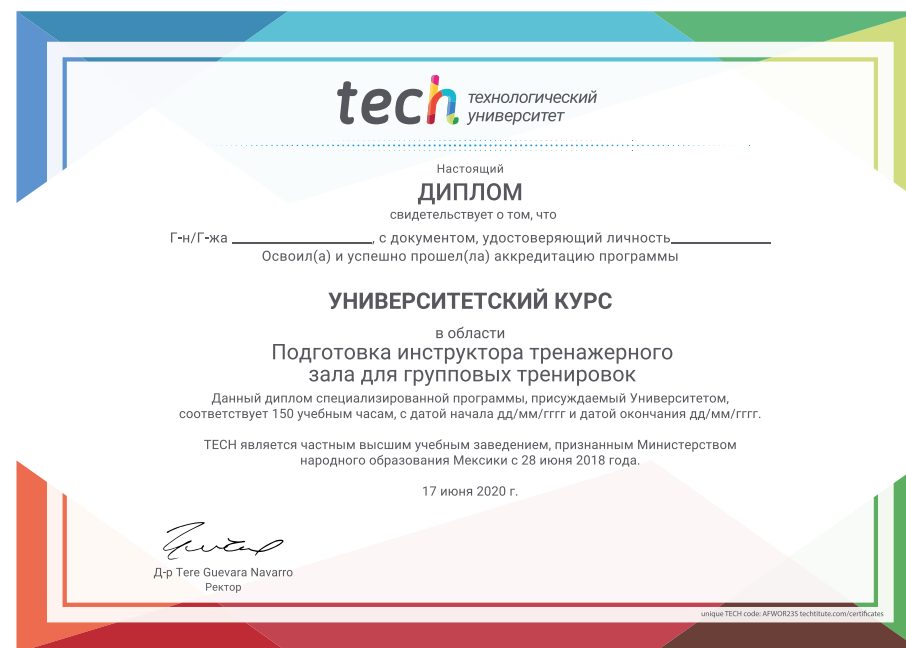 tech технологический
университет
Настоящий
ДИПЛОМ
свидетельствует о том, что
Г-н/Г-жа ____________________, с документом, удостоверяющий личность______________
Освоил(а) и успешно прошел(ла) аккредитацию программы
УНИВЕРСИТЕТСКИЙ КУРС
в области
Подготовка инструктора тренажерного
зала для групповых тренировок
Данный диплом специализированной программы, присуждаемый Университетом,
соответствует 150 учебным часам, с датой начала дд/мм/гггг и датой окончания дд/мм/гггг.
TECH является частным высшим учебным заведением, признанным Министерством
народного образования Мексики с 28 июня 2018 года.
17 июня 2020 г.
Д-р Tere Guevara Navarro
Ректор
unique TECH code: AFWOR23S techtitute.com/certificates